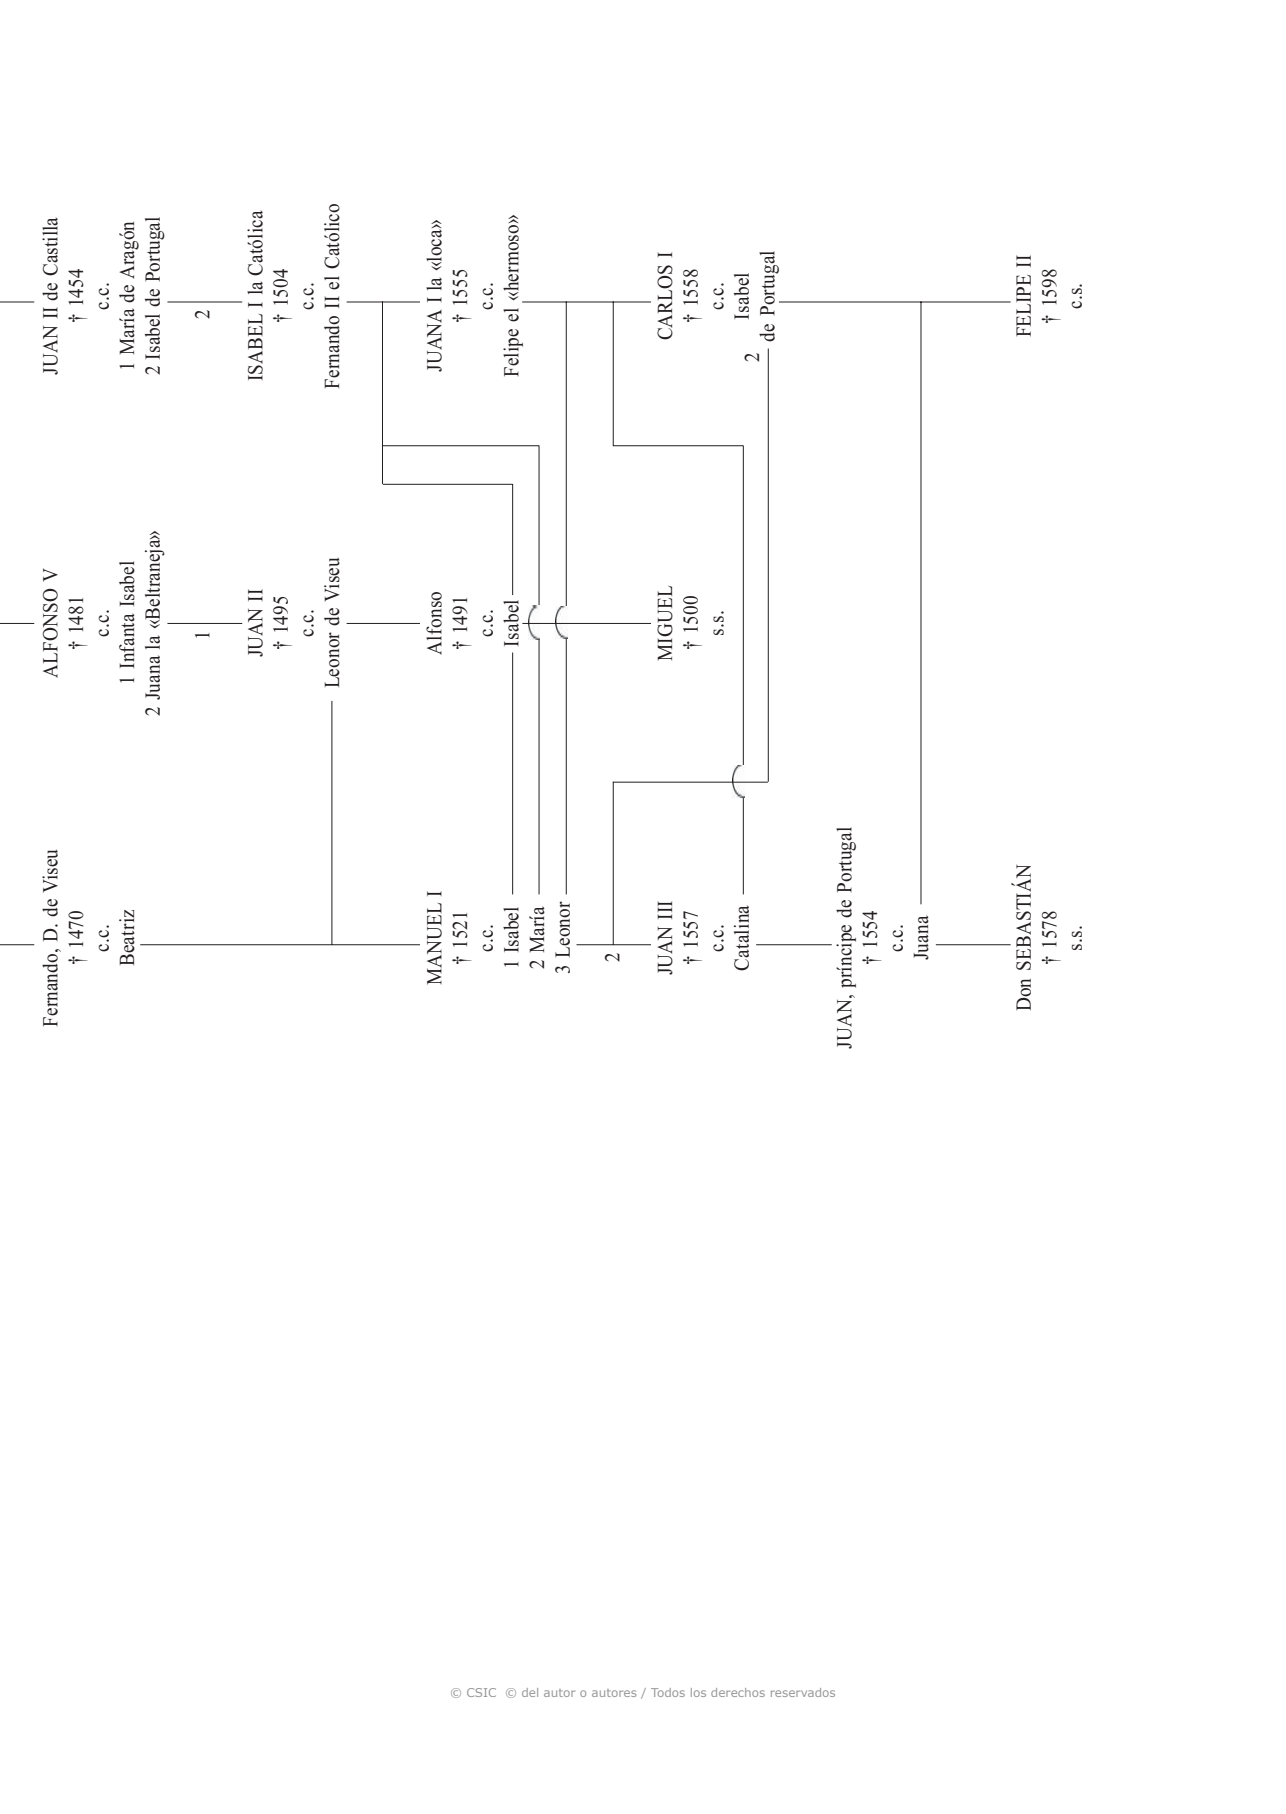 JUAN II de Castilla
† 1454
c.c.
1 María de Aragón
2 Isabel de Portugal
2
ISABEL I la Católica
† 1504
c.c.
Fernando II el Católico
JUANA I la «loca»
† 1555
c.c.
Felipe el «hermoso»
CARLOS I
† 1558
c.c.
Isabel
de Portugal
2
FELIPE II
† 1598
c.s.
ALFONSO V
† 1481
c.c.
1 Infanta Isabel
2 Juana la «Beltraneja»
1
JUAN II
† 1495
c.c.
Leonor de Viseu
Alfonso
† 1491
c.c.
Isabel
MIGUEL
† 1500
s.s.
Fernando, D. de Viseu
† 1470
c.c.
Beatriz
MANUEL I
† 1521
c.c.
1 Isabel
2 María
3 Leonor
2
JUAN III
† 1557
c.c.
Catalina
JUAN, príncipe de Portugal
† 1554
c.c.
Juana
Don SEBASTIÁN
† 1578
s.s.
© CSIC © del autor o autores / Todos los derechos reservados